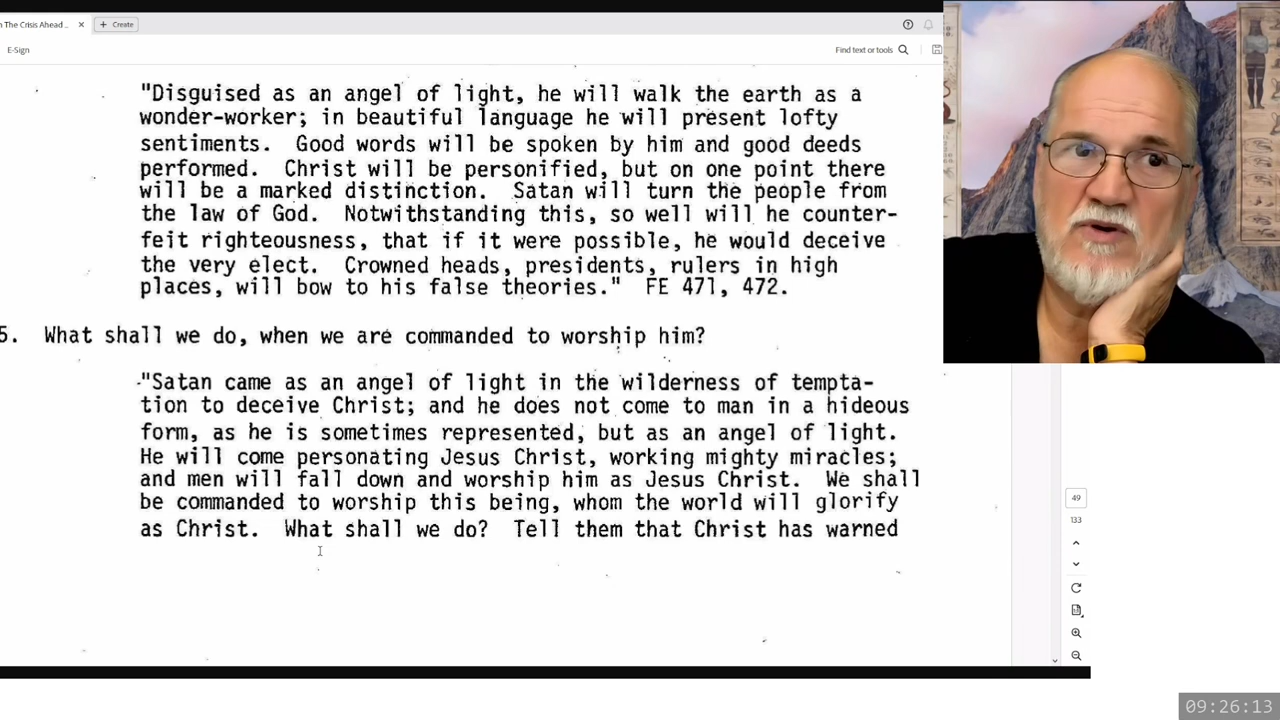 n The Crisis Ahead ..
+ Create
E-Sign
Find text or tools
"Disguised as an angel of light, he will walk the earth as a
wonder-worker; in beautiful language he will present lofty
sentiments. Good words will be spoken by him and good deeds
performed. Christ will be personified, but on one point there
will be a marked distinction. Satan will turn the people from
the law of God. Notwithstanding this, so well will he counter-
feit righteousness, that if it were possible, he would deceive
the very elect. Crowned heads, presidents, rulers in high
places, will bow to his false theories." FE 471, 472.
5. What shall we do, when we are commanded to worship him?
"Satan came as an angel of light in the wilderness of tempta-
tion to deceive Christ; and he does not come to man in a hideous
form, as he is sometimes represented, but as an angel of light.
He will come personating Jesus Christ, working mighty miracles;
and men will fall down and worship him as Jesus Christ. We shall
be commanded to worship this being, whom the world will glorify
as Christ. What shall we do? Tell them that Christ has warned
49
133
09:26:13